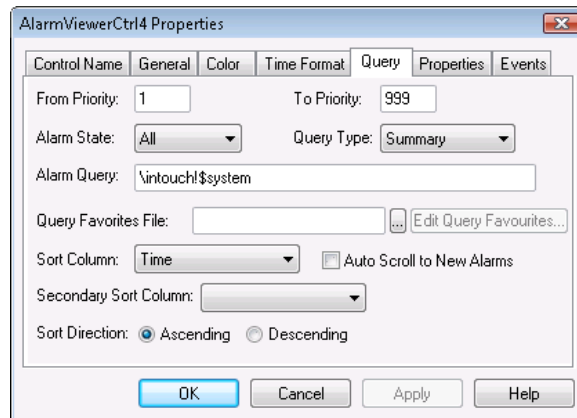 AlarmViewerCtrl4 Properties
Control Name General Color Time Format Query Properties Events
From Priority: 1 To Priority: 999
Alarm State: All Query Type: Summary
Alarm Query: \intouch!$system
Query Favorites File: ... Edit Query Favourites...
Sort Column: Time Auto Scroll to New Alarms
Secondary Sort Column:
Sort Direction: Ascending Descending
OK Cancel Apply Help